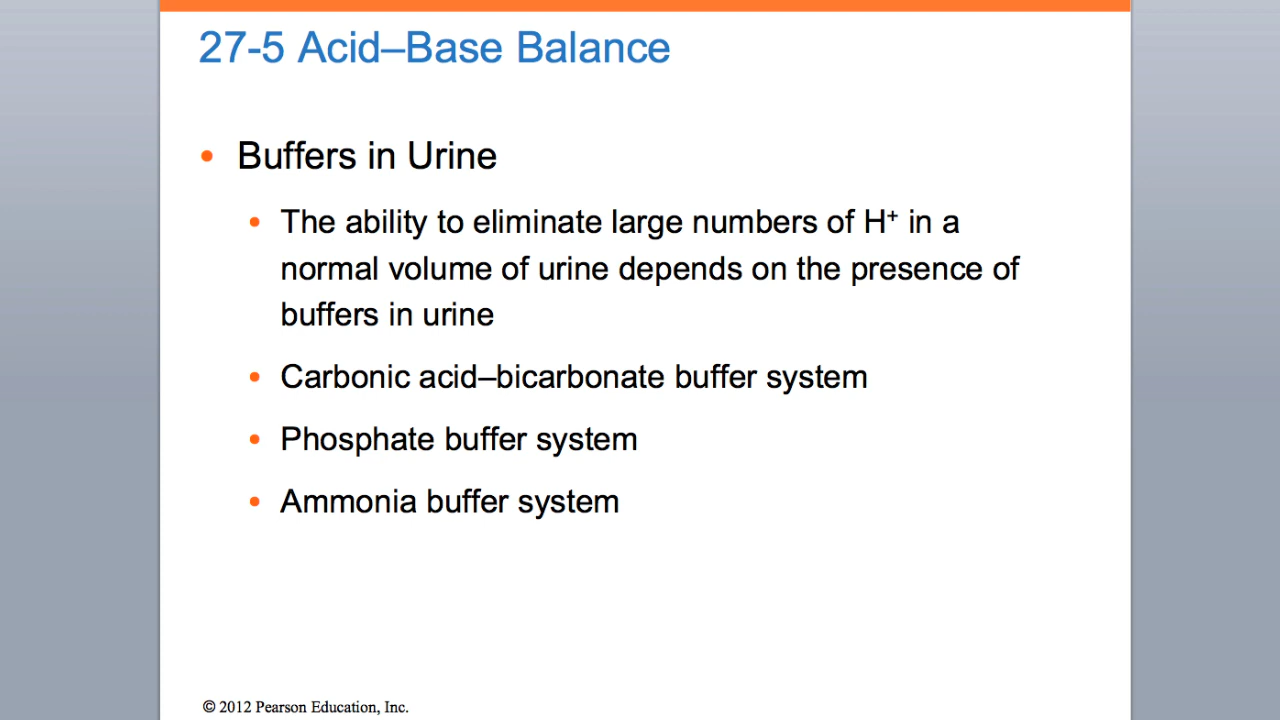 27-5 Acid–Base Balance
• Buffers in Urine
• The ability to eliminate large numbers of H⁺ in a
normal volume of urine depends on the presence of
buffers in urine
• Carbonic acid–bicarbonate buffer system
• Phosphate buffer system
• Ammonia buffer system
© 2012 Pearson Education, Inc.